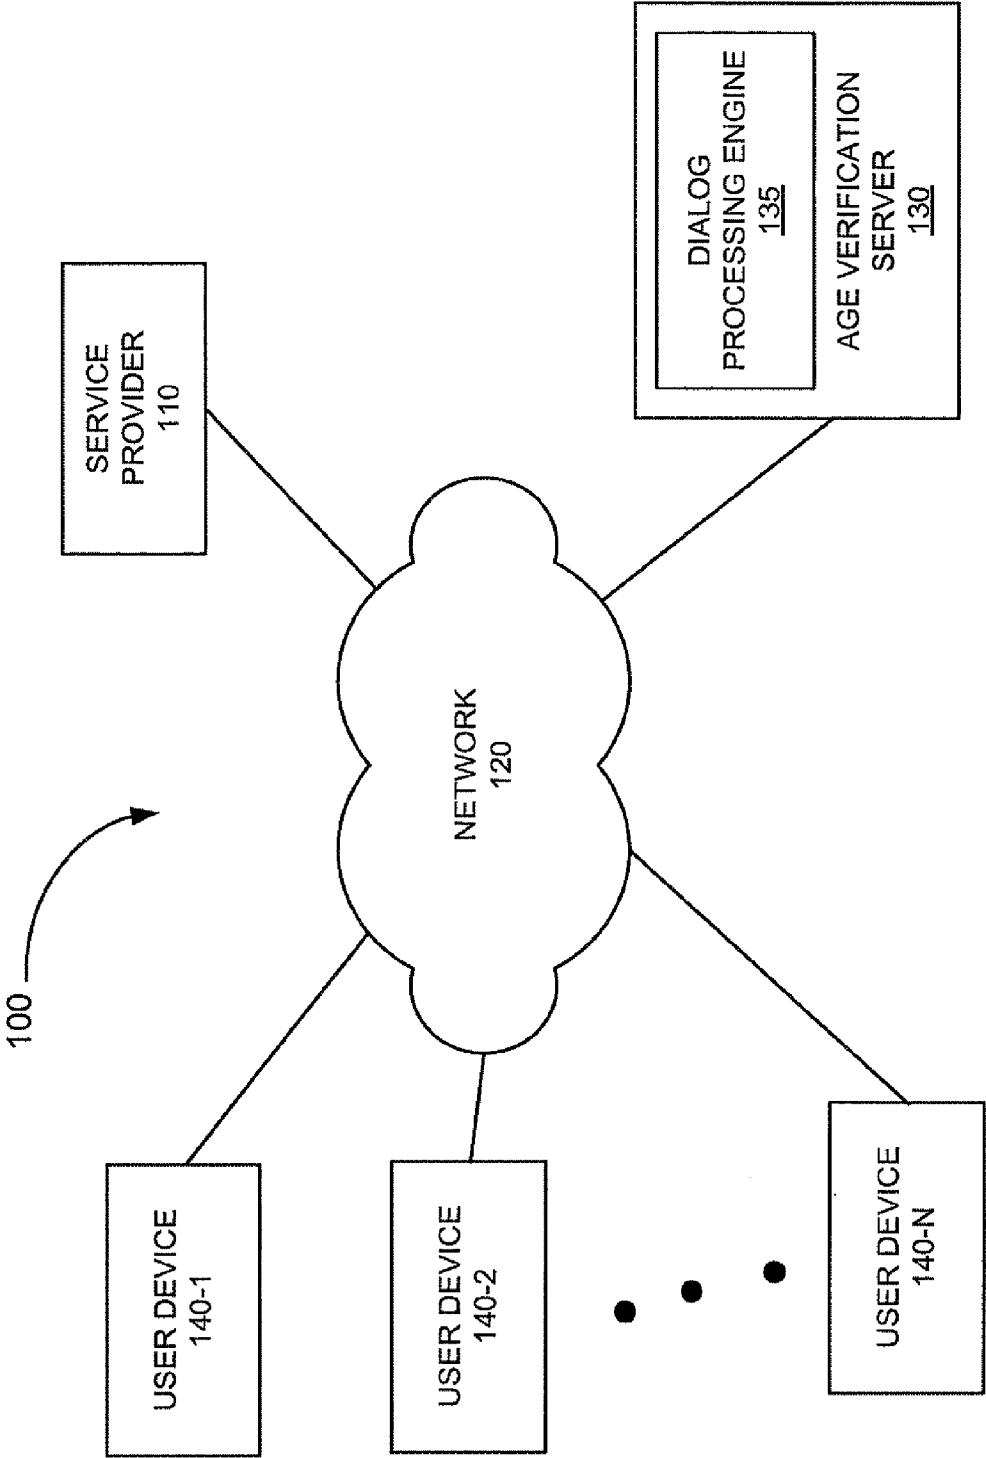 100
USER DEVICE
140-1
USER DEVICE
140-2
USER DEVICE
140-N
NETWORK
120
SERVICE
PROVIDER
110
DIALOG
PROCESSING ENGINE
135
AGE VERIFICATION
SERVER
130